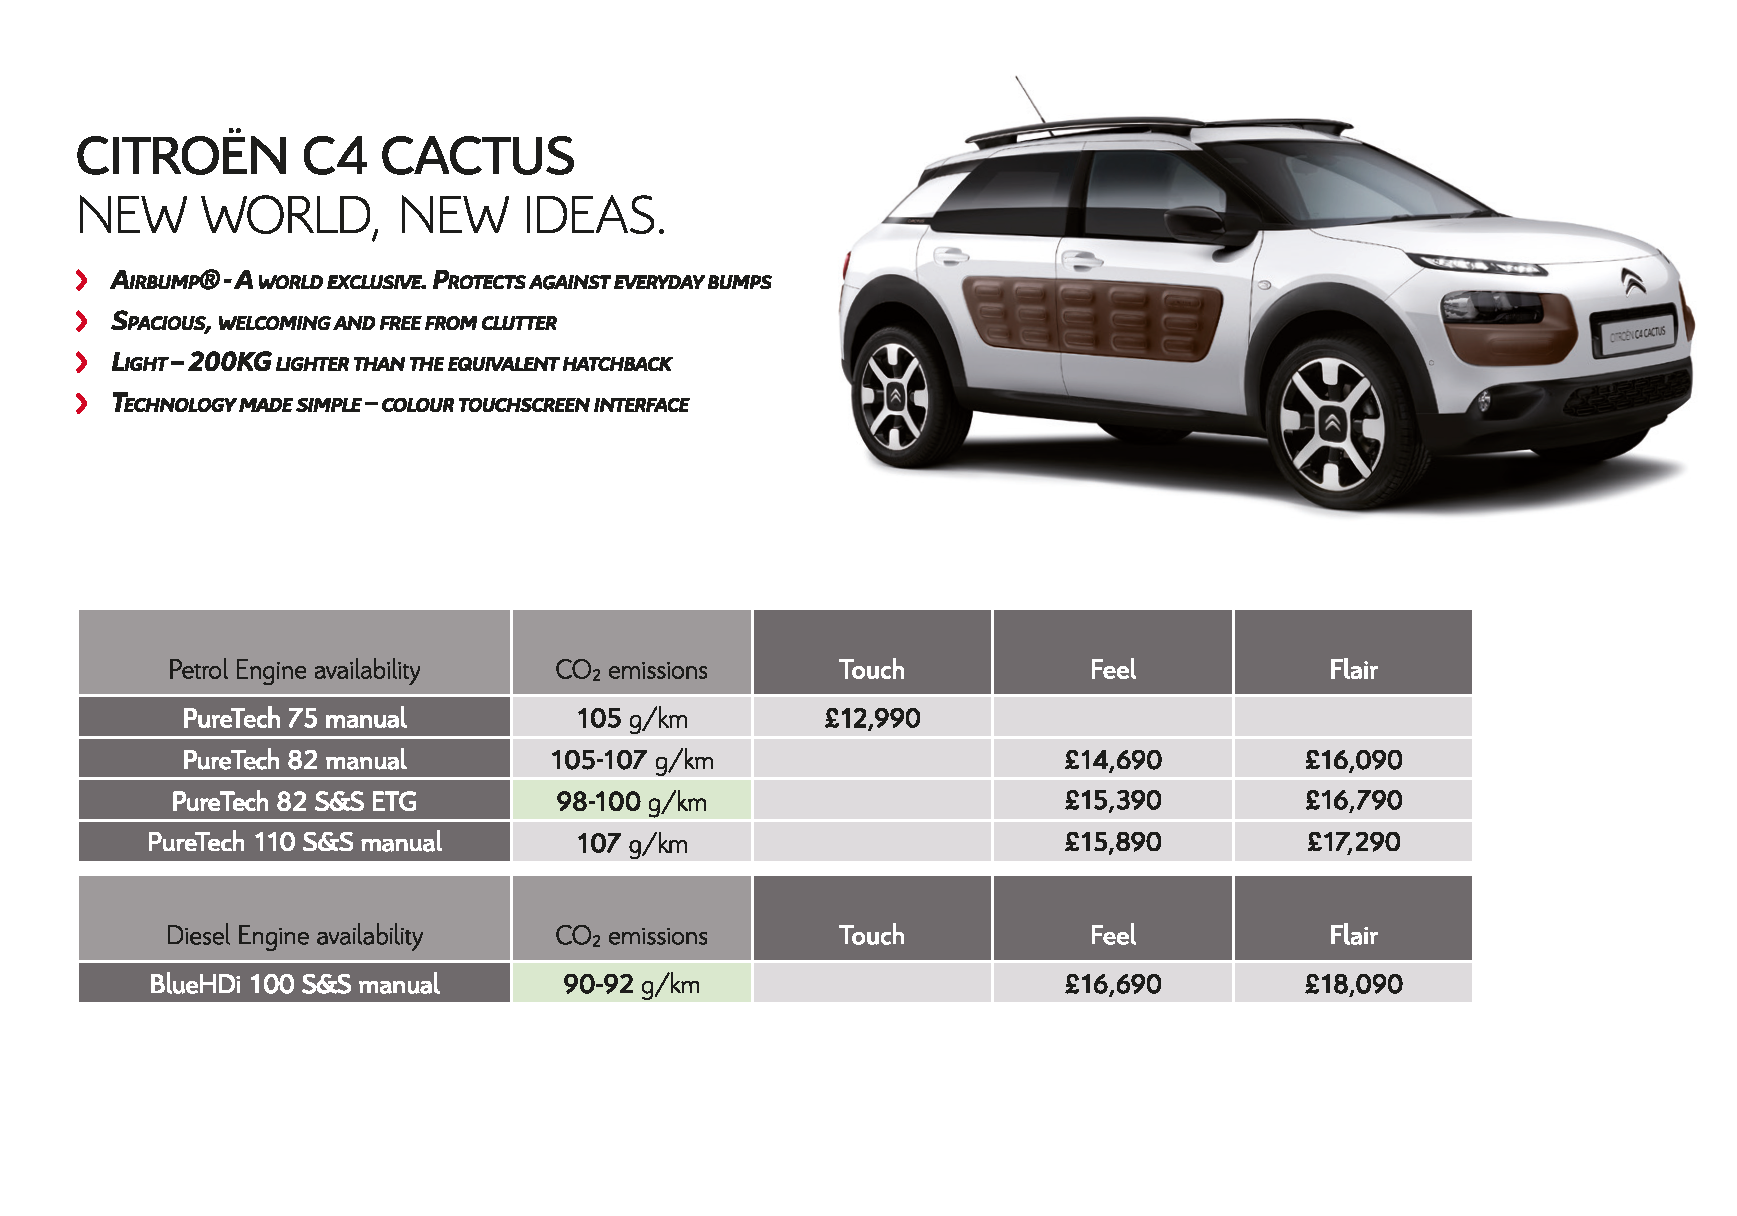 CITROËN C4 CACTUS
NEW WORLD, NEW IDEAS.
AIRBUMP® - A WORLD EXCLUSIVE. PROTECTS AGAINST EVERYDAY BUMPS
SPACIOUS, WELCOMING AND FREE FROM CLUTTER
LIGHT – 200KG LIGHTER THAN THE EQUIVALENT HATCHBACK
TECHNOLOGY MADE SIMPLE – COLOUR TOUCHSCREEN INTERFACE
CITROËN C4 CACTUS
Petrol Engine availability CO₂ emissions Touch Feel Flair
PureTech 75 manual 105 g/km £12,990
PureTech 82 manual 105-107 g/km £14,690 £16,090
PureTech 82 S&S ETG 98-100 g/km £15,390 £16,790
PureTech 110 S&S manual 107 g/km £15,890 £17,290
Diesel Engine availability CO₂ emissions Touch Feel Flair
BlueHDi 100 S&S manual 90-92 g/km £16,690 £18,090